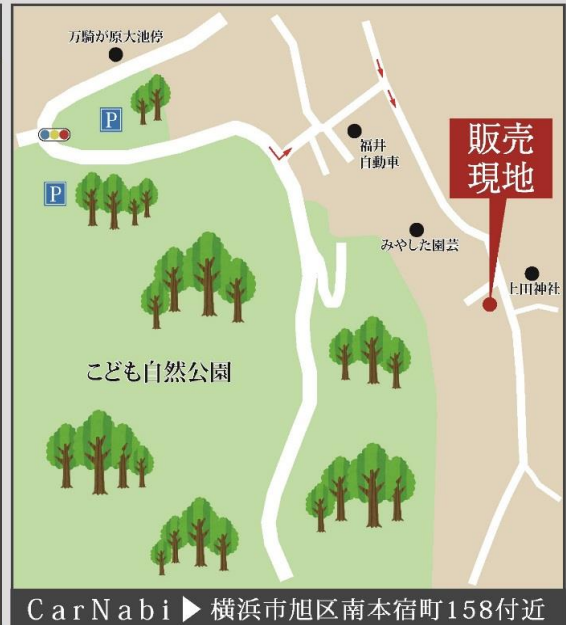 万騎が原大池停
P
福井
自動車
販売
現地
P
みやした園芸
上川神社
こども自然公園
CarNabi▶横浜市旭区南本宿町158付近